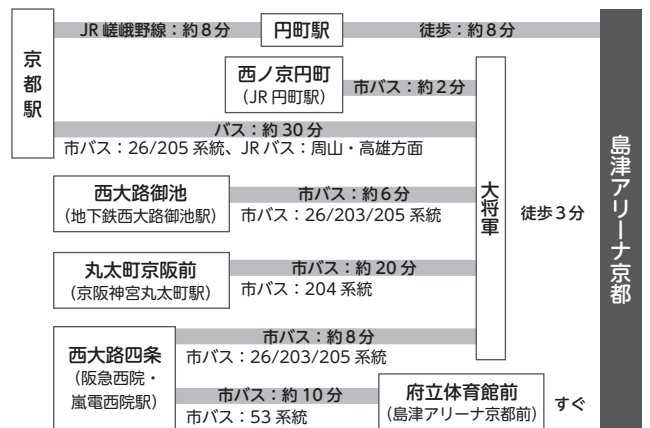 京都駅
JR 嵯峨野線：約８分
円町駅
徒歩：約８分
西ノ京円町
（JR 円町駅）
市バス：約２分
バス：約 30 分
市バス：26/205 系統、JR バス：周山・高雄方面
西大路御池
（地下鉄西大路御池駅）
市バス：約６分
市バス：26/203/205 系統
丸太町京阪前
（京阪神宮丸太町駅）
市バス：約 20 分
市バス：204 系統
西大路四条
（阪急西院・
嵐電西院駅）
市バス：約８分
市バス：26/203/205 系統
市バス：約 10 分
市バス：53 系統
大将軍
徒歩３分
府立体育館前
（島津アリーナ京都前）
すぐ
島津アリーナ京都